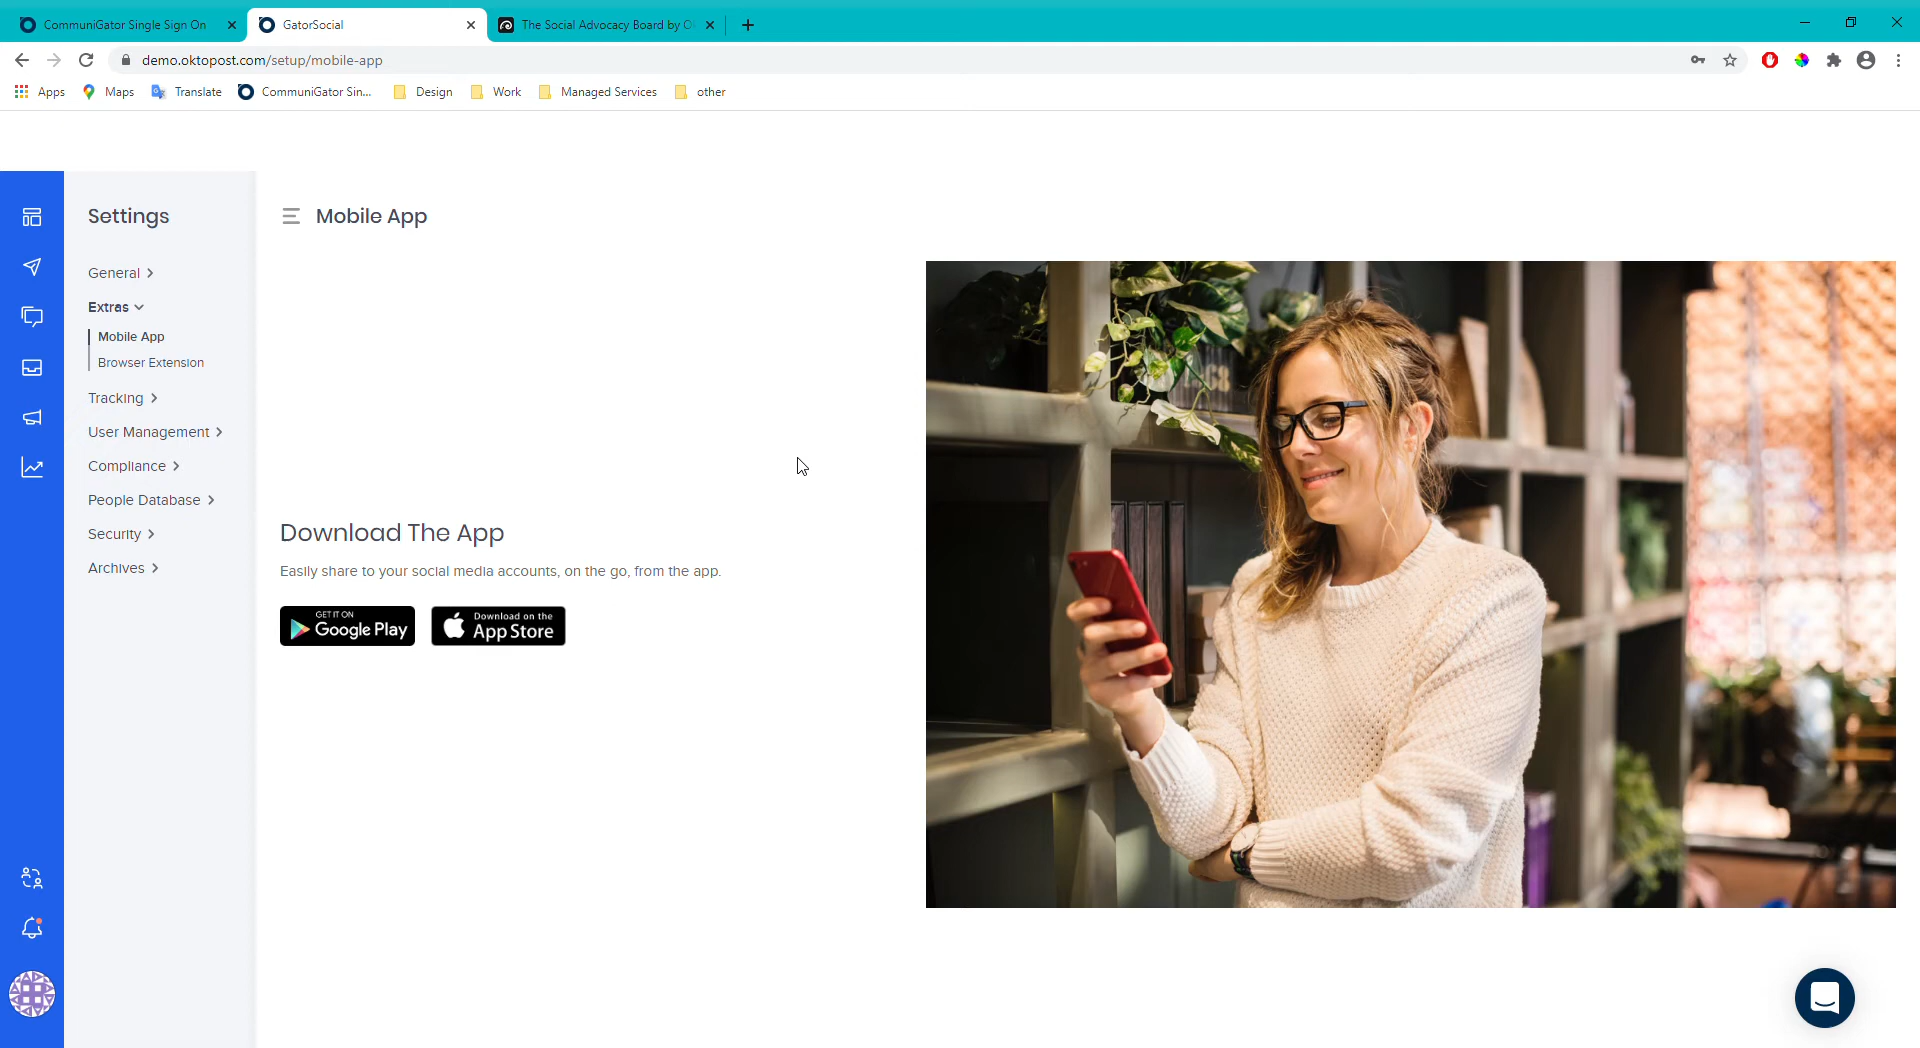 CommuniGator Single Sign On
GatorSocial
The Social Advocacy Board by O
demo.oktopost.com/setup/mobile-app
Apps
Maps
Translate
CommuniGator Sin...
Design
Work
Managed Services
other
Settings
Mobile App
General
Extras
Mobile App
Browser Extension
Tracking
User Management
Compliance
People Database
Security
Archives
Download The App
Easily share to your social media accounts, on the go, from the app.
GET IT ON
Google Play
Download on the
App Store